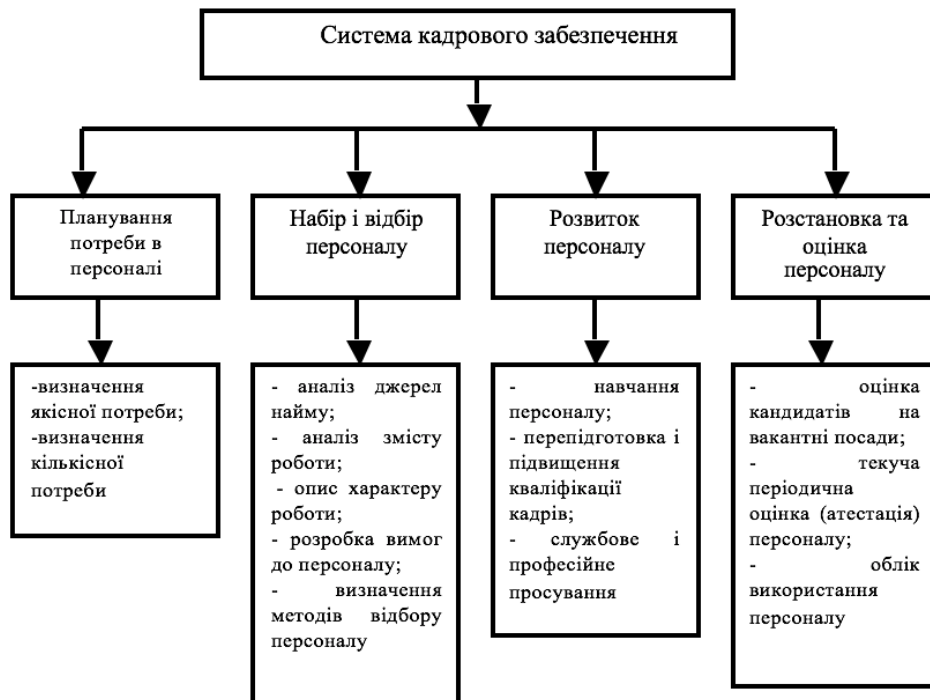 Система кадрового забезпечення
Планування
потреби в
персоналі
Набір і відбір
персоналу
Розвиток
персоналу
Розстановка та
оцінка
персоналу
-визначення
якісної потреби;
-визначення
кількісної
потреби
- аналіз джерел
найму;
- аналіз змісту
роботи;
- опис характеру
роботи;
- розробка вимог
до персоналу;
- визначення
методів відбору
персоналу
- навчання
персоналу;
- перепідготовка і
підвищення
кваліфікації
кадрів;
- службове і
професійне
просування
- оцінка
кандидатів на
вакантні посади;
- текуча
періодична
оцінка (атестація)
персоналу;
- облік
використання
персоналу